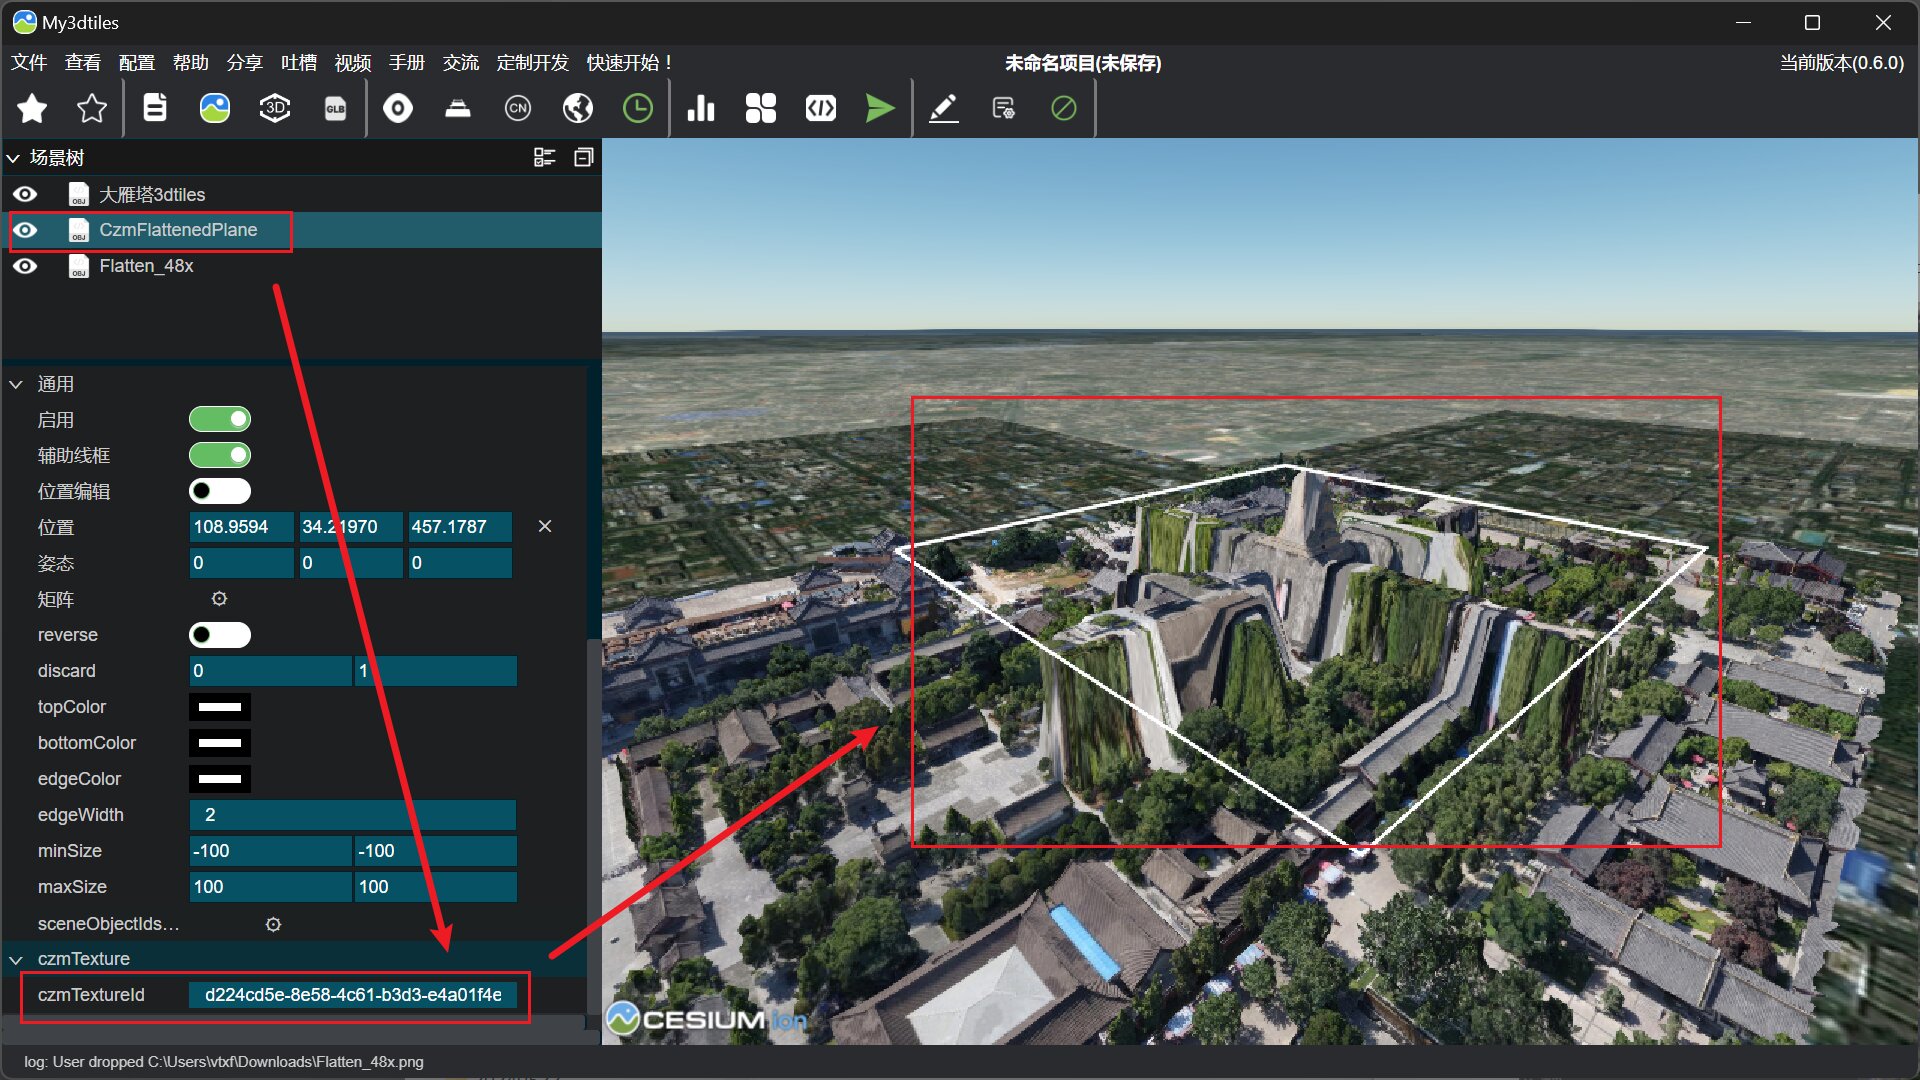 My3dtiles
文件 查看 配置 帮助 分享 吐槽 视频 手册 交流 定制开发 快速开始！ 未命名项目(未保存) 当前版本(0.6.0)
3D GLB CN
场景树
OBJ 大雁塔3dtiles
OBJ CzmFlattenedPlane
OBJ Flatten_48x
通用
启用
辅助线框
位置编辑
位置 108.9594 34.21970 457.1787
姿态 0 0 0
矩阵
reverse
discard 0 1
topColor
bottomColor
edgeColor
edgeWidth 2
minSize -100 -100
maxSize 100 100
sceneObjectIds...
czmTexture
czmTextureId d224cd5e-8e58-4c61-b3d3-e4a01f4e
CESIUM ion
log: User dropped C:\Users\vtxf\Downloads\Flatten_48x.png